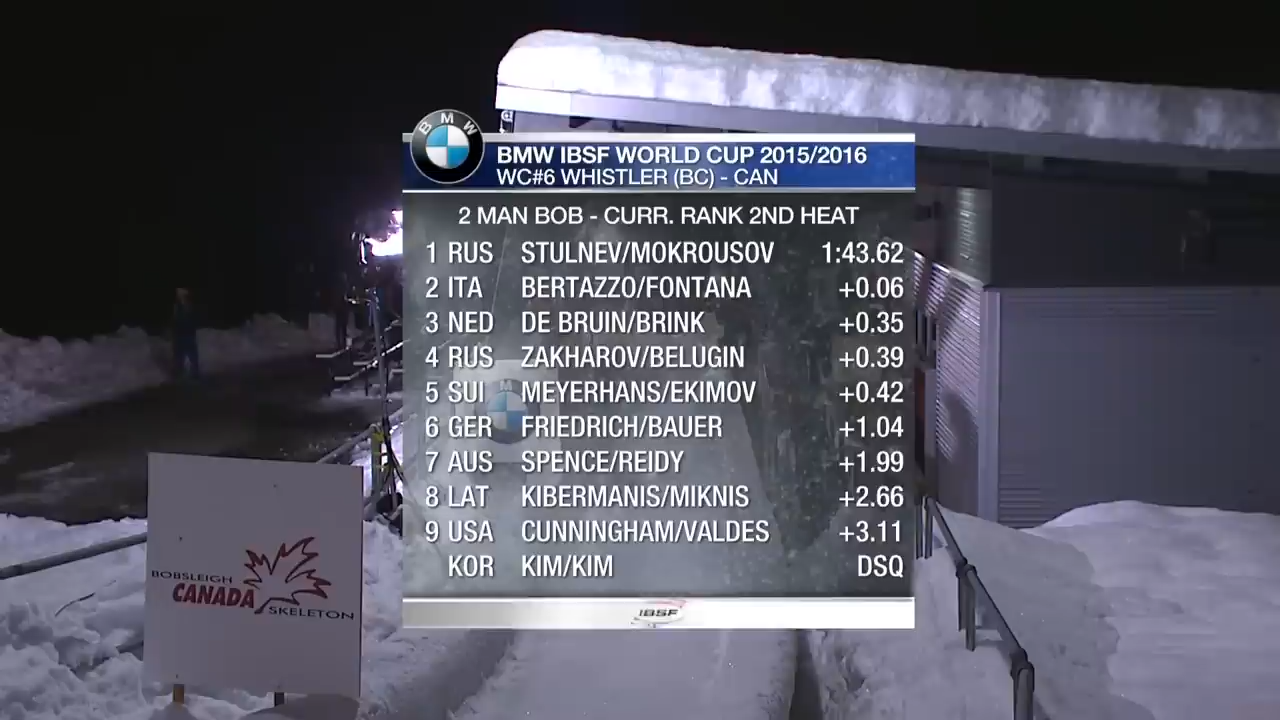 BMW
BMW IBSF WORLD CUP 2015/2016
WC#6 WHISTLER (BC) - CAN
2 MAN BOB - CURR. RANK 2ND HEAT
1 RUS STULNEV/MOKROUSOV 1:43.62
2 ITA BERTAZZO/FONTANA +0.06
3 NED DE BRUIN/BRINK +0.35
4 RUS ZAKHAROV/BELUGIN +0.39
5 SUI MEYERHANS/EKIMOV +0.42
6 GER FRIEDRICH/BAUER +1.04
7 AUS SPENCE/REIDY +1.99
8 LAT KIBERMANIS/MIKNIS +2.66
9 USA CUNNINGHAM/VALDES +3.11
KOR KIM/KIM DSQ
IBSF
BOBSLEIGH
CANADA
SKELETON